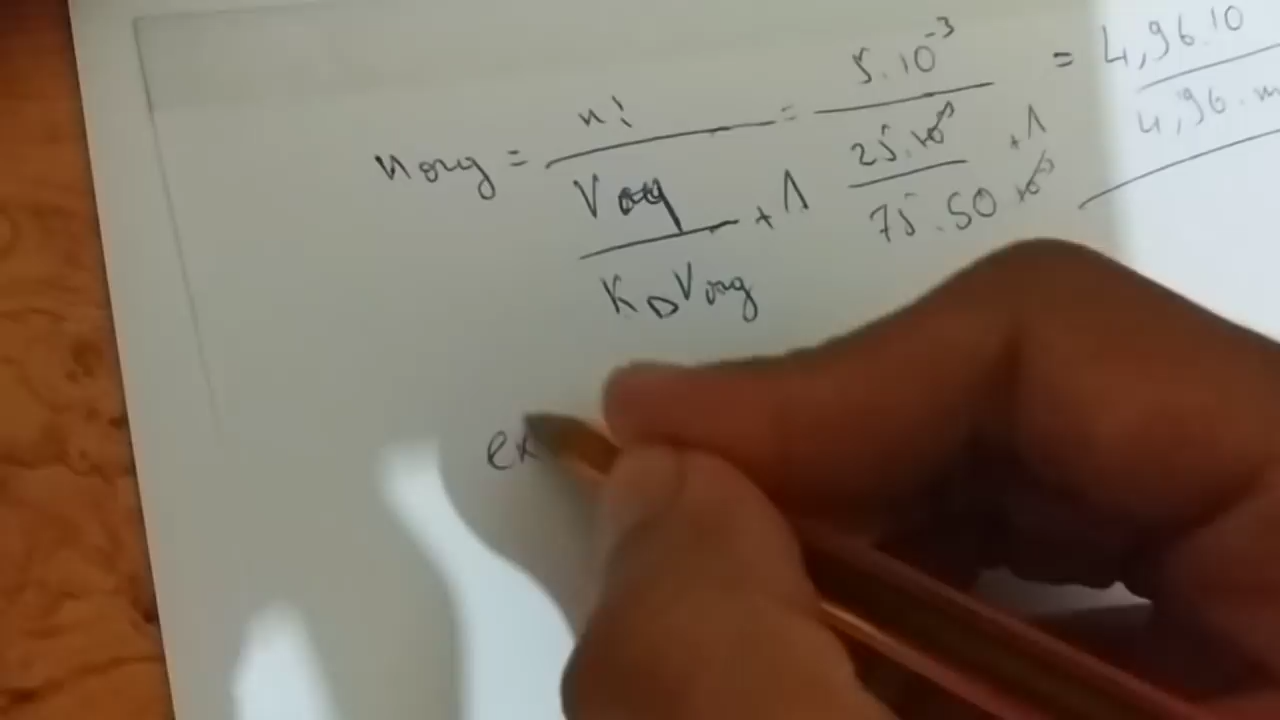 n org = n! / (V aq / K D V org + 1) = 5.10⁻³ / (25.10⁻³ / 75.50 10⁻³ + 1) = 4,96.10
4,96.m
ex